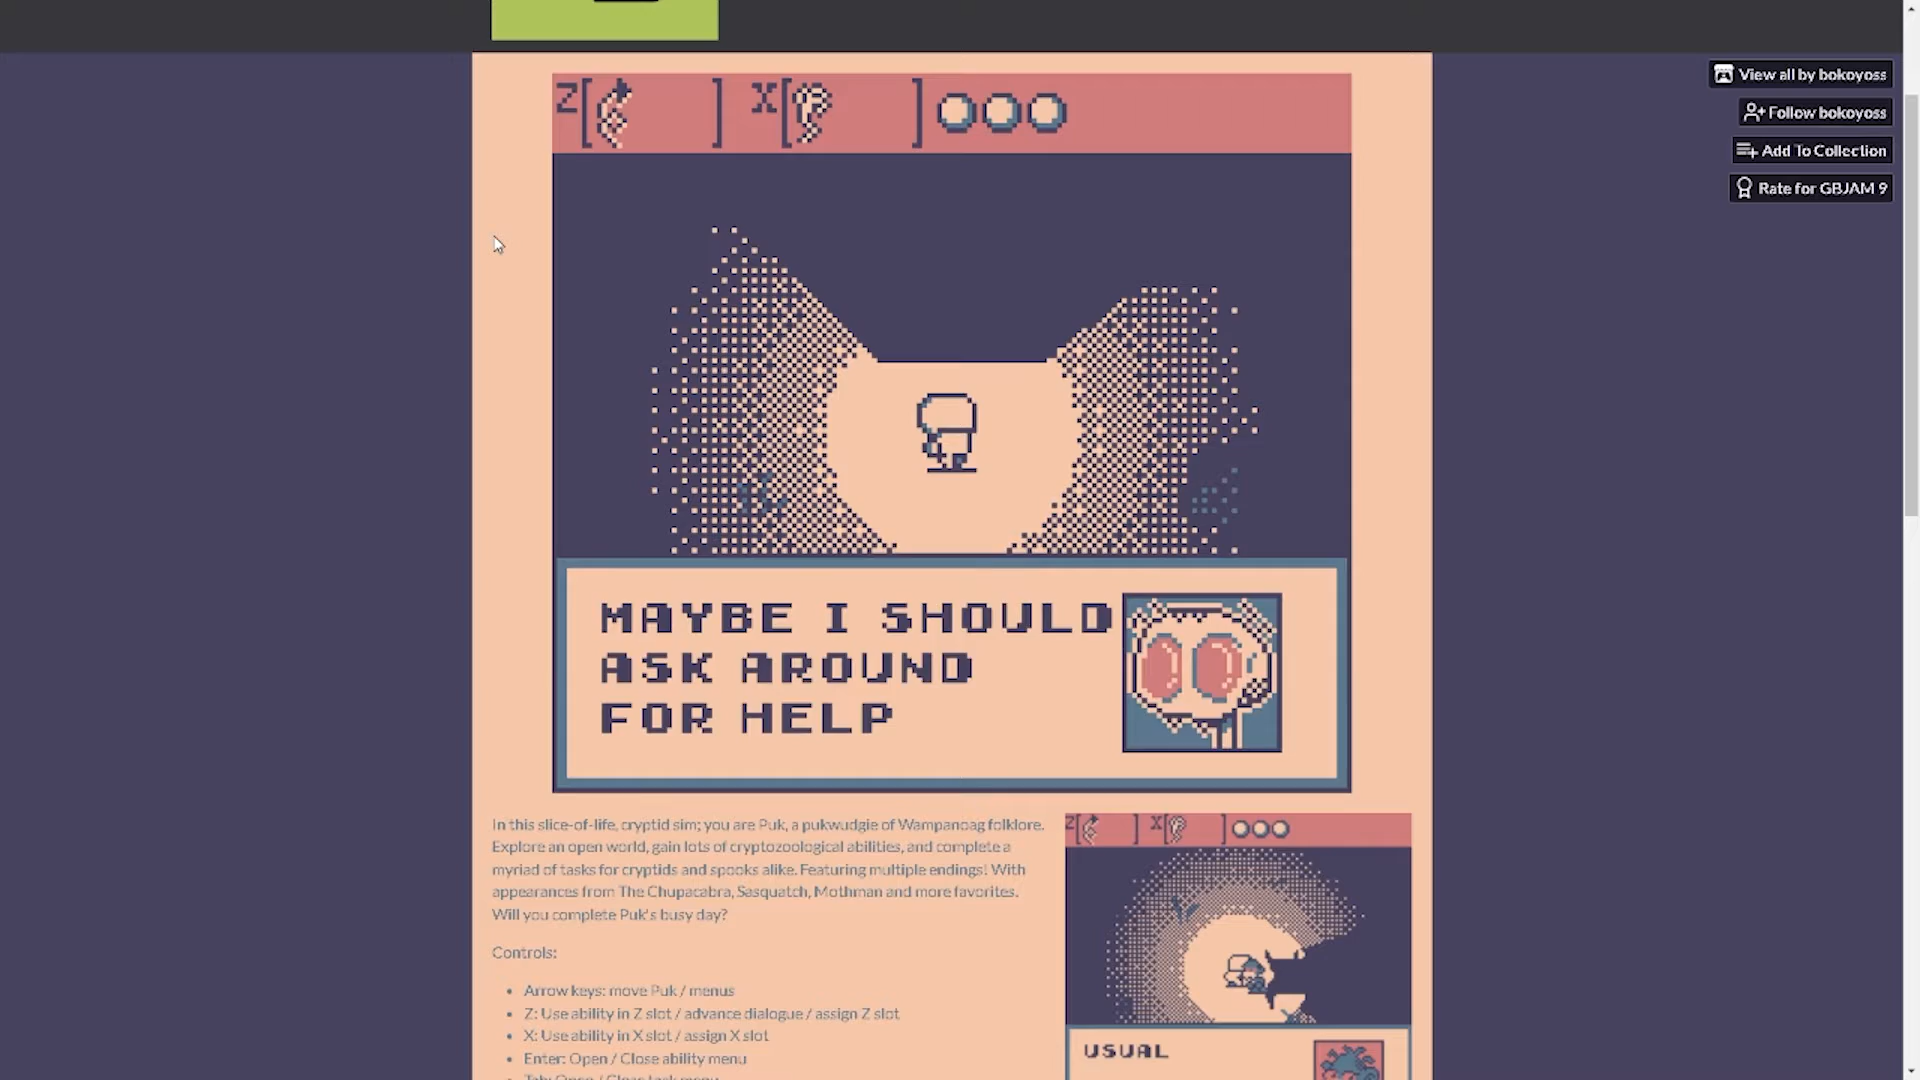 View all by bokoyoss
Follow bokoyoss
Add To Collection
Rate for GBJAM 9
Z[ ] X[ ]
MAYBE I SHOULD
ASK AROUND
FOR HELP
In this slice-of-life, cryptid sim; you are Puk, a pukwudgie of Wampanoag folklore.
Explore an open world, gain lots of cryptozoological abilities, and complete a
myriad of tasks for cryptids and spooks alike. Featuring multiple endings! With
appearances from The Chupacabra, Sasquatch, Mothman and more favorites.
Will you complete Puk's busy day?
Controls:
• Arrow keys: move Puk / menus
• Z: Use ability in Z slot / advance dialogue / assign Z slot
• X: Use ability in X slot / assign X slot
• Enter: Open / Close ability menu
Z[ ] X[ ]
USUAL